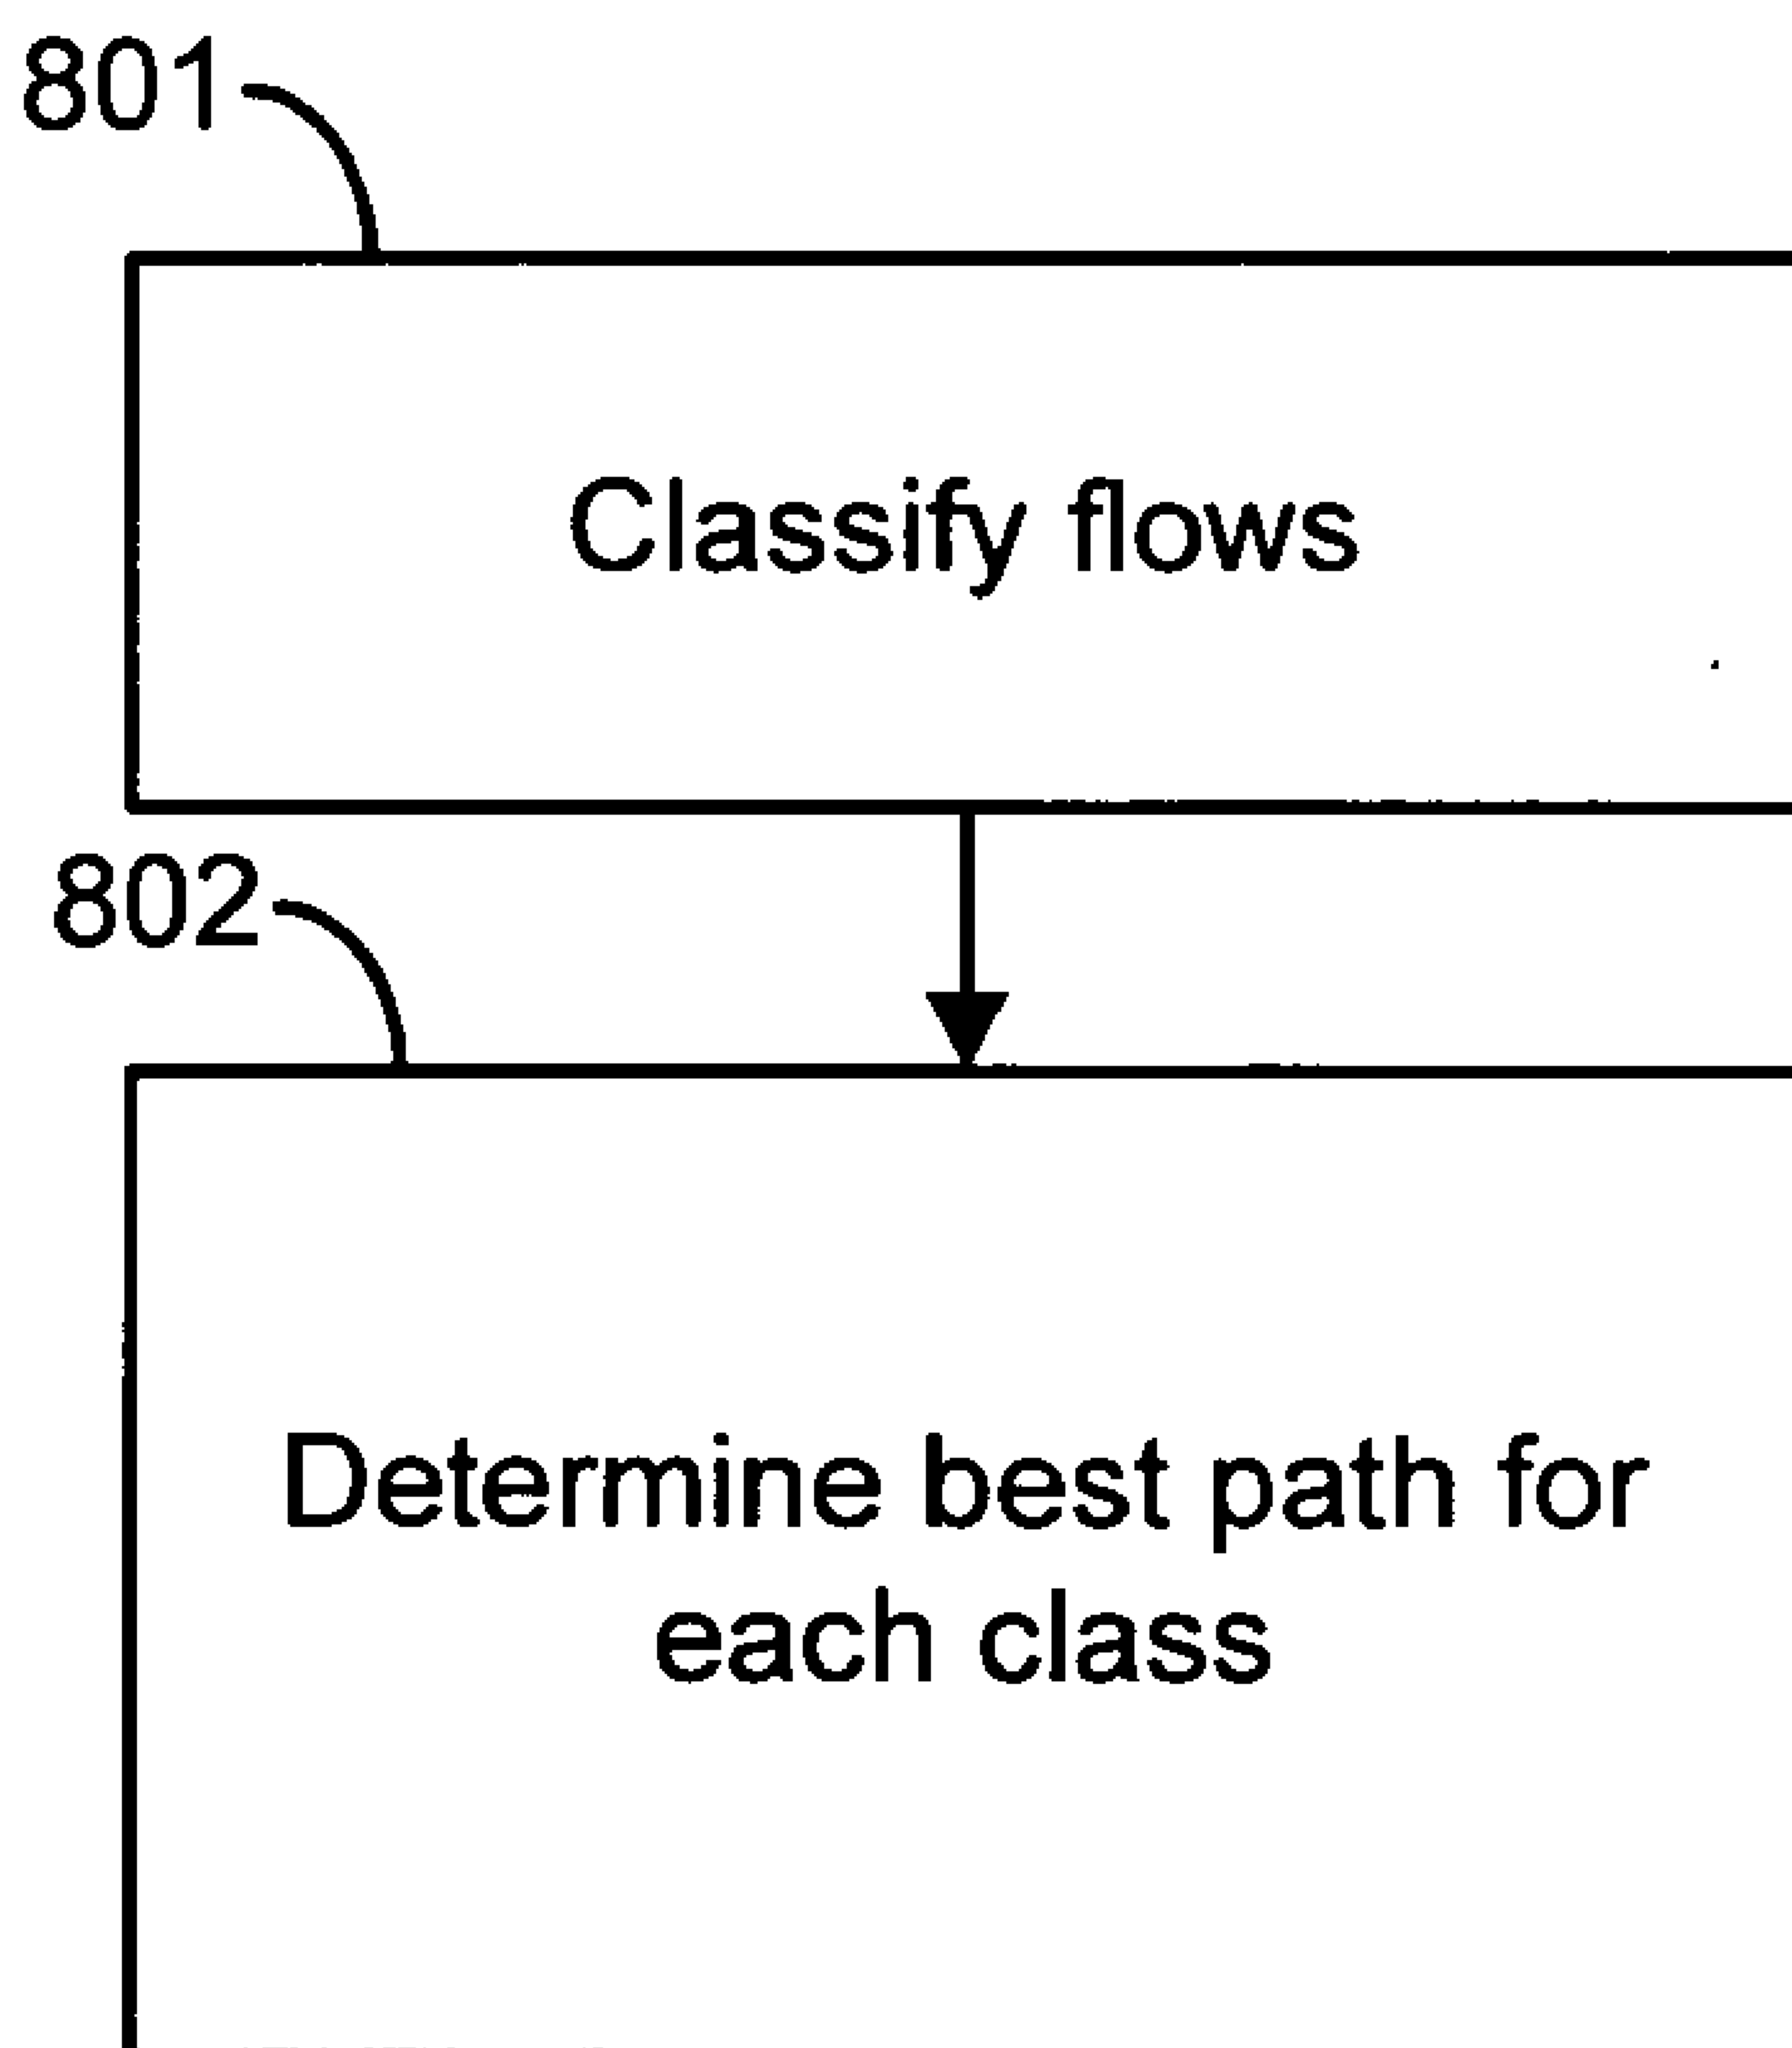 801
Classify flows
802
Determine best path for
each class